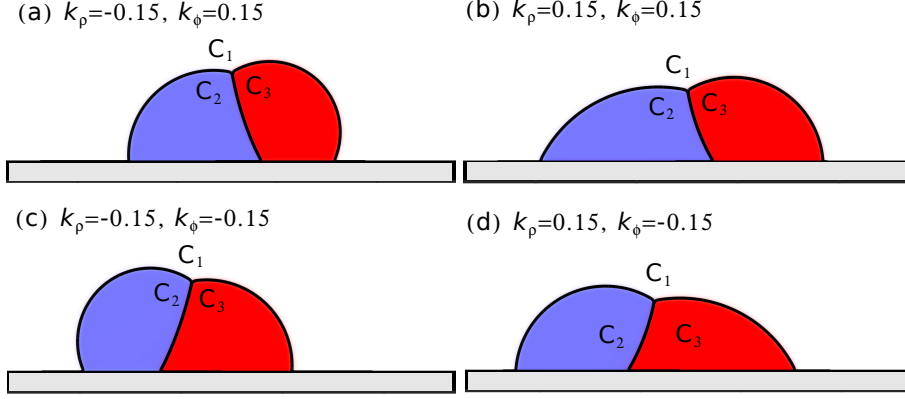 (a) kρ=-0.15, kϕ=0.15
C₁
C₂ C₃
(b) kρ=0.15, kϕ=0.15
C₁
C₂ C₃
(c) kρ=-0.15, kϕ=-0.15
C₁
C₂ C₃
(d) kρ=0.15, kϕ=-0.15
C₁
C₂ C₃